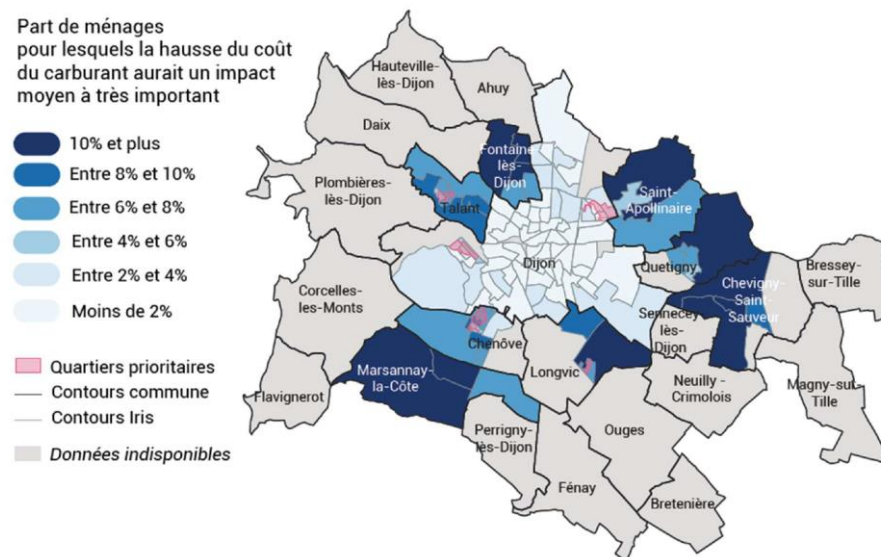 Part de ménages
pour lesquels la hausse du coût
du carburant aurait un impact
moyen à très important
10% et plus
Entre 8% et 10%
Entre 6% et 8%
Entre 4% et 6%
Entre 2% et 4%
Moins de 2%
Quartiers prioritaires
Contours commune
Contours Iris
Données indisponibles
Hauteville-
lès-Dijon
Ahuy
Daix
Fontaine
lès-
Dijon
Plombières-
lès-Dijon
Talant
Saint-
Apollinaire
Dijon
Quetigny
Bressey-
sur-Tille
Chevigny-
Saint-
Sauveur
Corcelles-
les-Monts
Sennecey
lès-
Dijon
Chenôve
Marsannay-
la-Côte
Longvic
Neuilly-
Crimolois
Magny-sur-
Tille
Flavignerot
Perrigny-
lès-Dijon
Ouges
Fénay
Bretenière